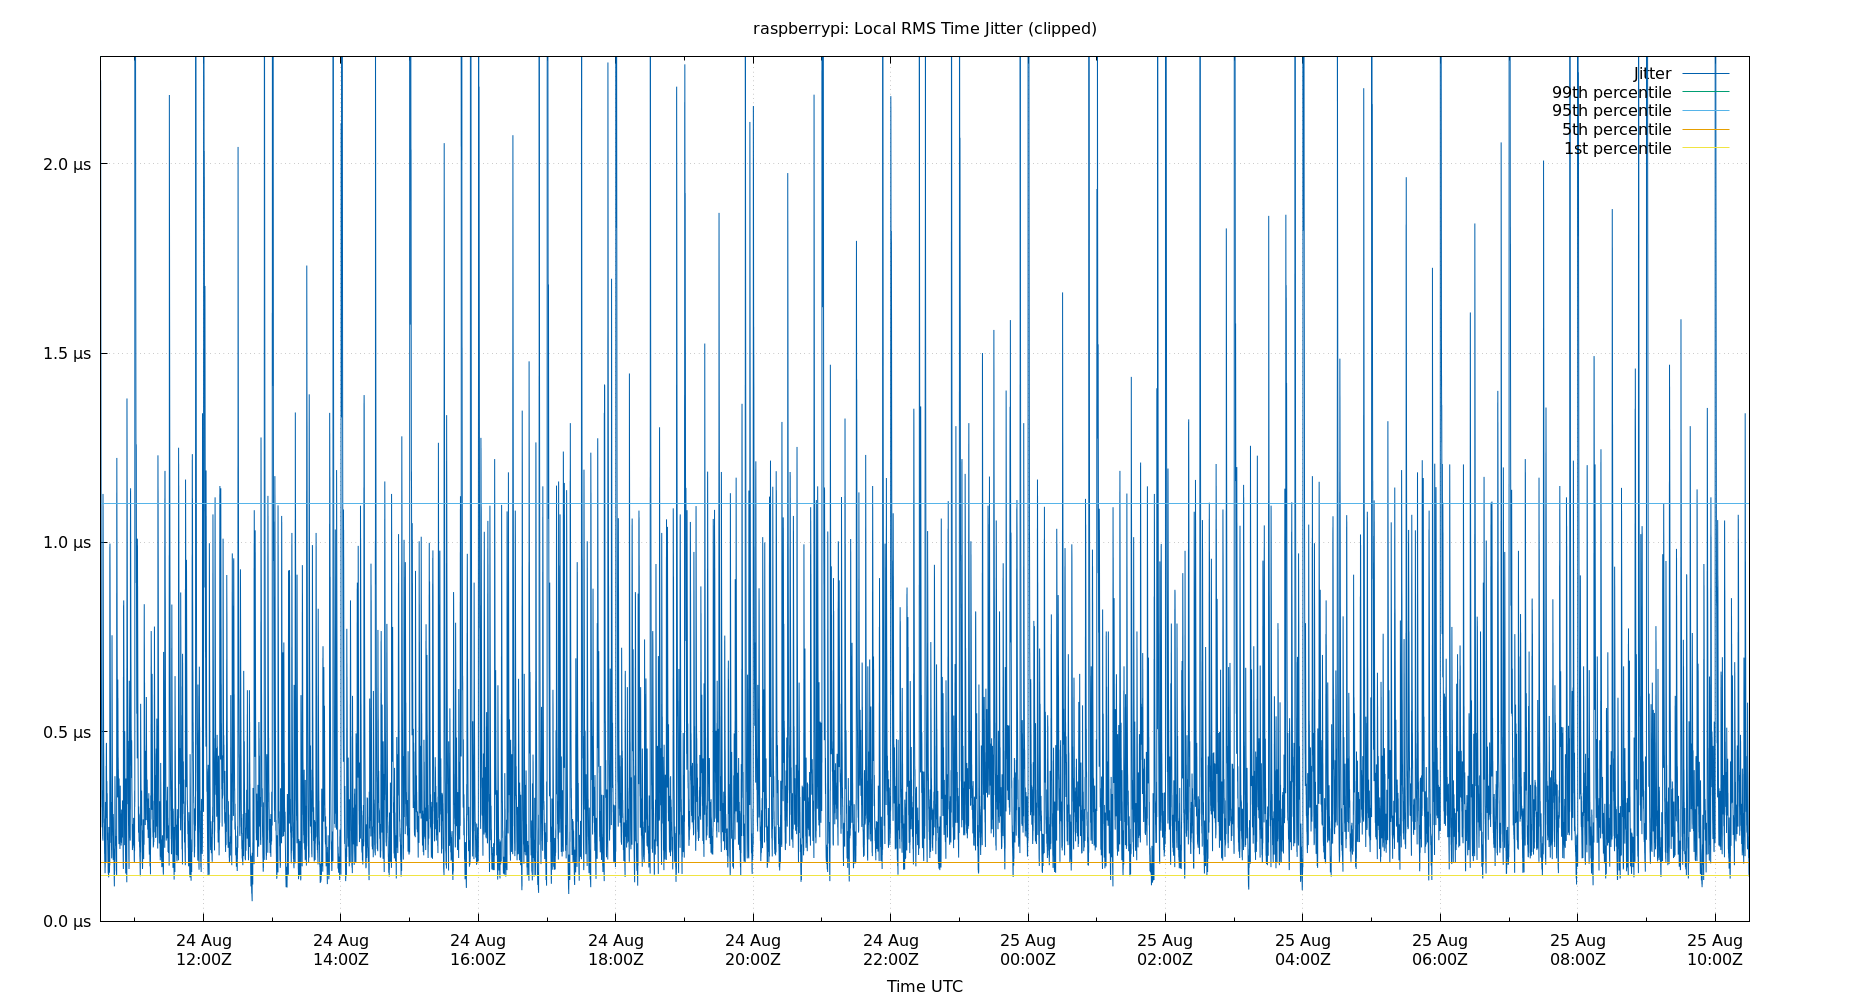 raspberrypi: Local RMS Time Jitter (clipped)
Jitter
99th percentile
95th percentile
5th percentile
1st percentile
2.0 µs
1.5 µs
1.0 µs
0.5 µs
0.0 µs
24 Aug 24 Aug 24 Aug 24 Aug 24 Aug 24 Aug 25 Aug 25 Aug 25 Aug 25 Aug 25 Aug 25 Aug
12:00Z 14:00Z 16:00Z 18:00Z 20:00Z 22:00Z 00:00Z 02:00Z 04:00Z 06:00Z 08:00Z 10:00Z
Time UTC